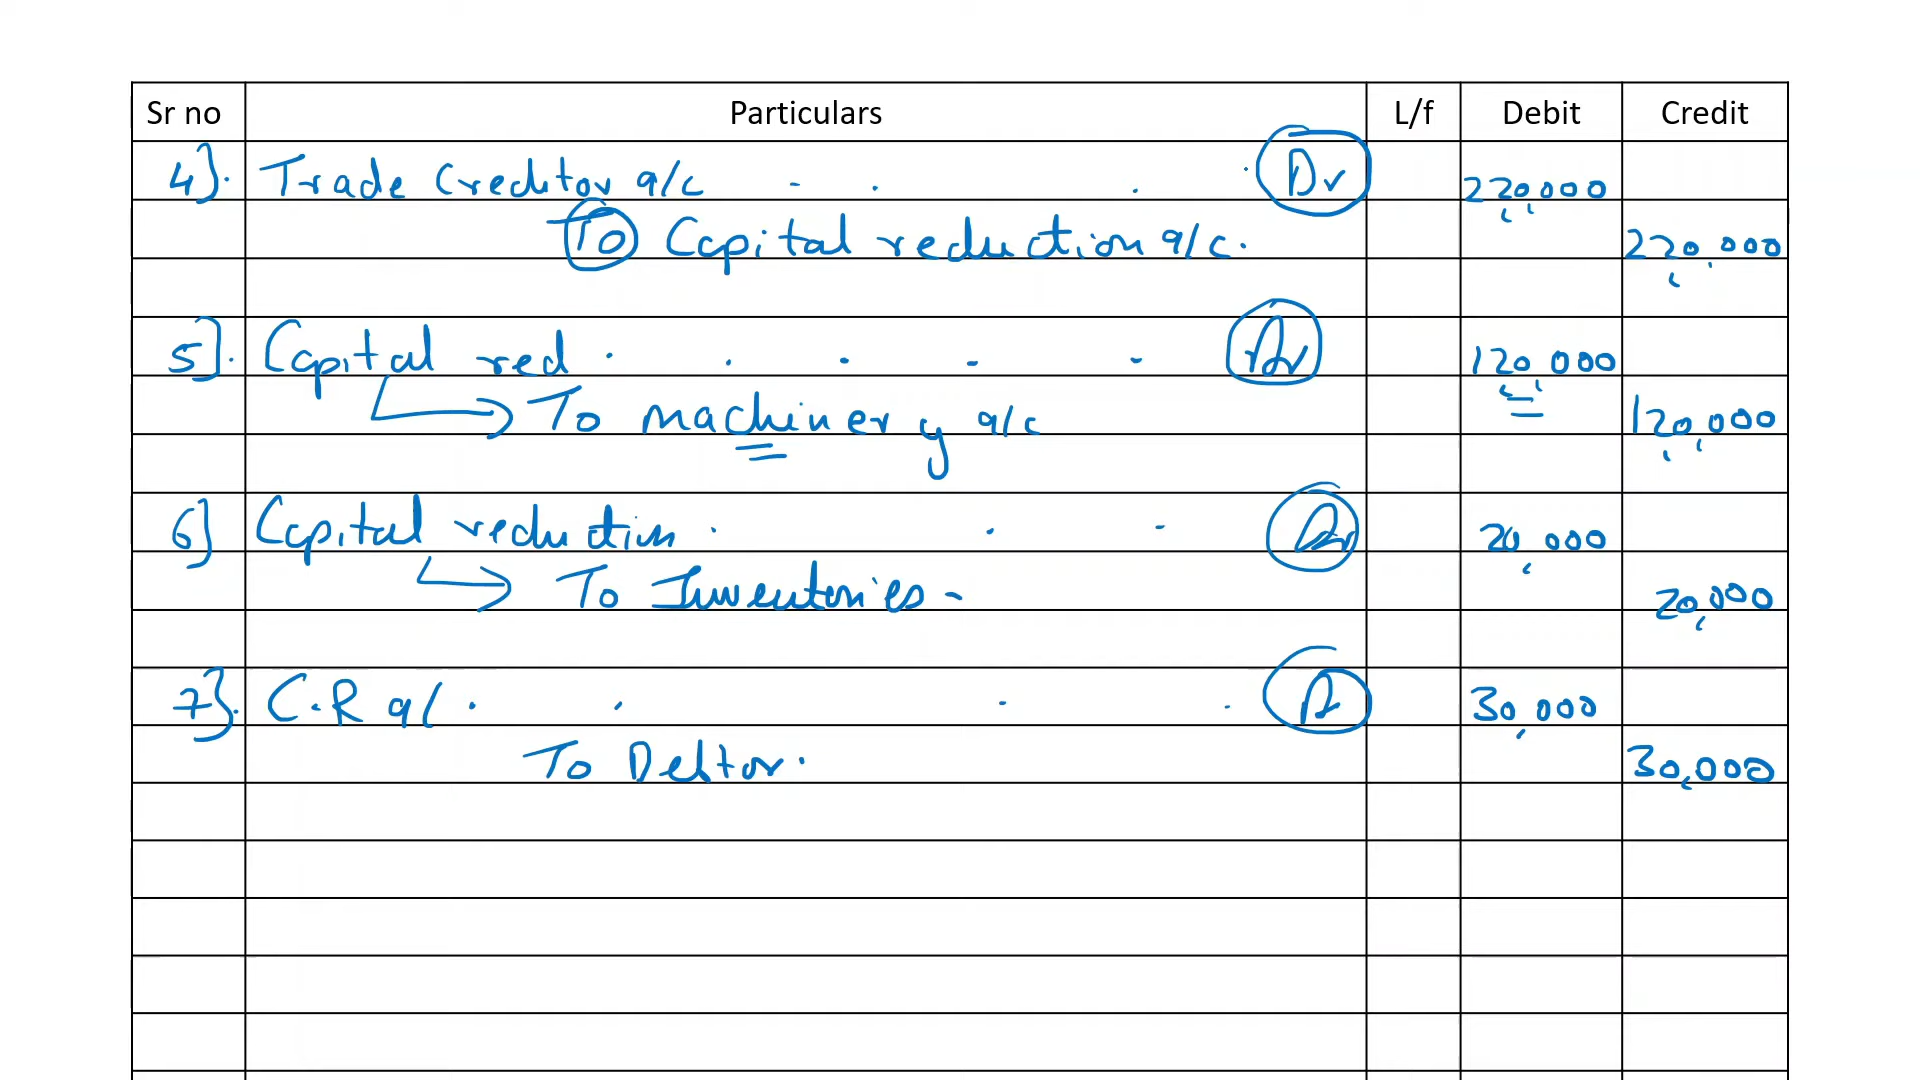 Sr no Particulars L/f Debit Credit
4]. Trade Creditor a/c - . . . Dr 220,000
To Capital reduction a/c. 220,000
5]. Capital red . . . . - Dr 120,000
To machinery a/c 120,000
6] Capital reduction . . - Dr 20,000
To Inventories - 20,000
7]. C.R a/ . . . . Dr 30,000
To Debtor. 30,000